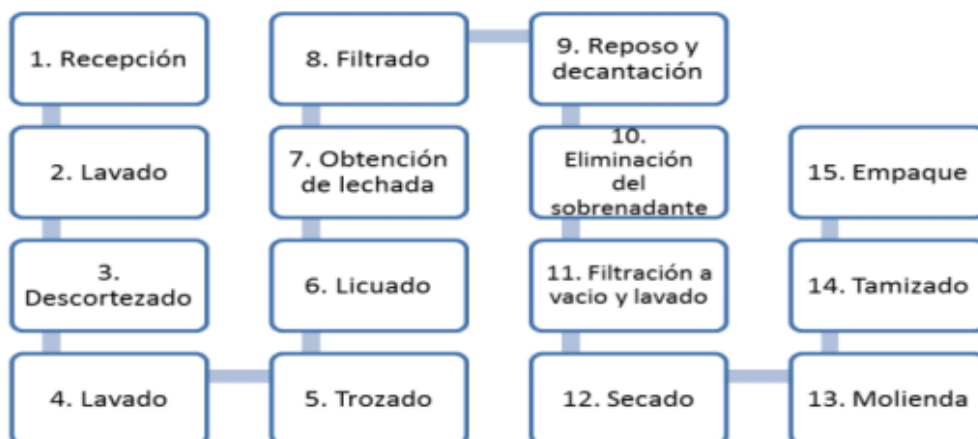 1. Recepción
2. Lavado
3.
Descortezado
4. Lavado
5. Trozado
6. Licuado
7. Obtención
de lechada
8. Filtrado
9. Reposo y
decantación
10.
Eliminación
del
sobrenadante
11. Filtración a
vacio y lavado
12. Secado
13. Molienda
14. Tamizado
15. Empaque